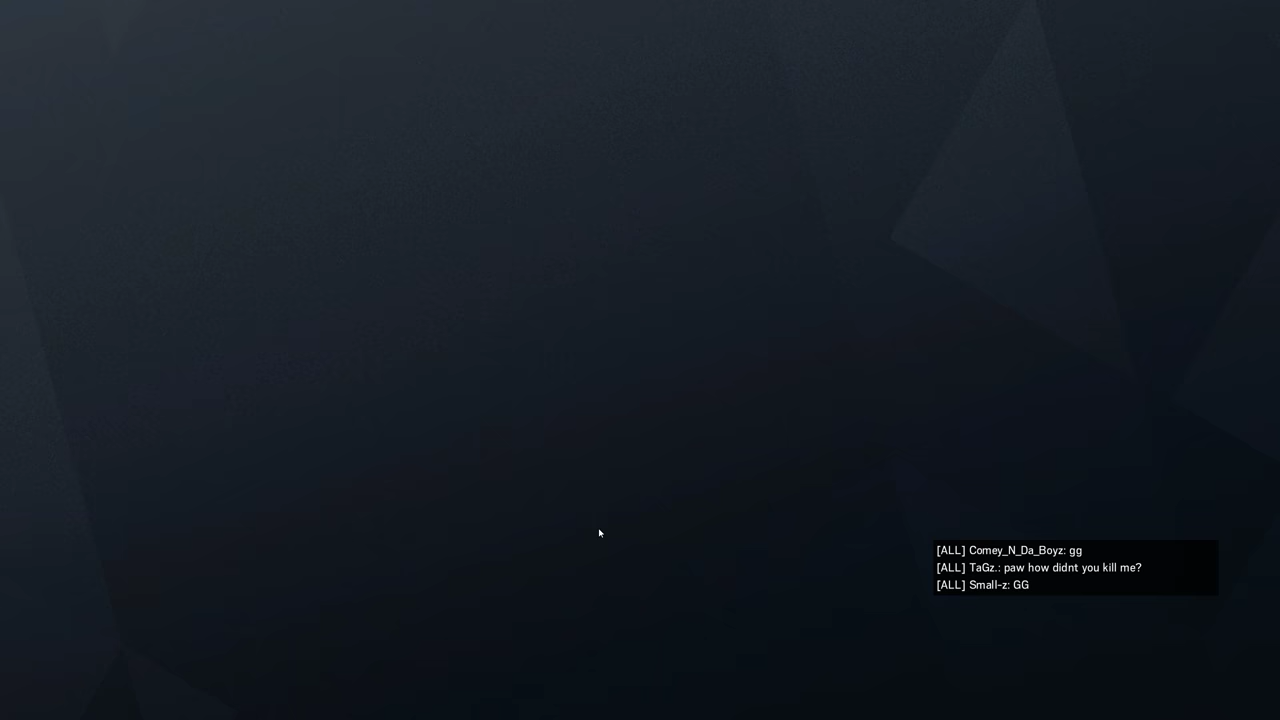 [ALL] Comey_N_Da_Boyz: gg
[ALL] TaGz.: paw how didnt you kill me?
[ALL] Small-z: GG